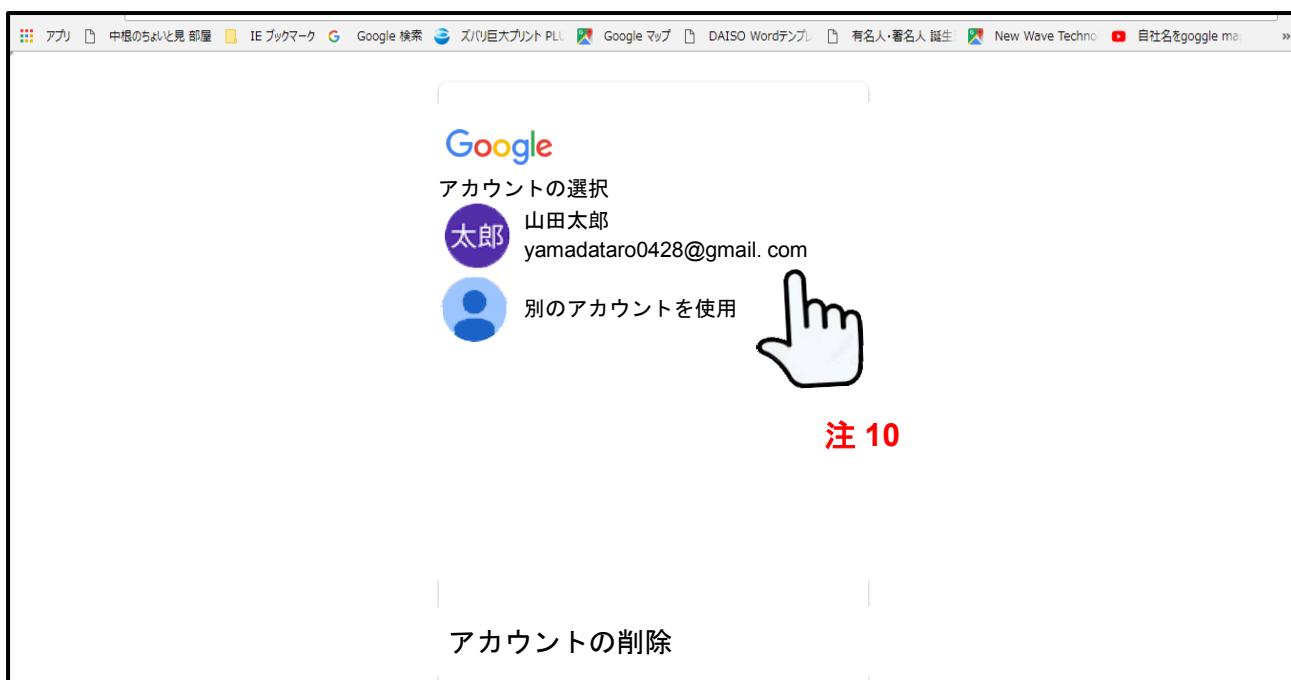 アプリ 中根のちょいと見 部屋 IE ブックマーク G Google 検索 ズバリ巨大プリント PLU Google マップ DAISO Wordテンプレ 有名人・著名人 誕生 New Wave Techno 自社名をgoggle ma »
Google
アカウントの選択
太郎 山田太郎
yamadataro0428@gmail. com
別のアカウントを使用
注 10
アカウントの削除